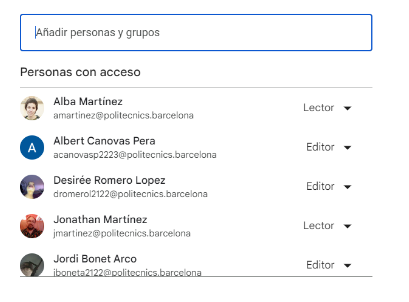 Añadir personas y grupos
Personas con acceso
Alba Martínez
amartinez@politecnics.barcelona
Lector
A
Albert Canovas Pera
acanovasp2223@politecnics.barcelona
Editor
Desirée Romero Lopez
dromerol2122@politecnics.barcelona
Editor
Jonathan Martínez
jmartinez@politecnics.barcelona
Lector
Jordi Bonet Arco
jboneta2122@politecnics.barcelona
Editor